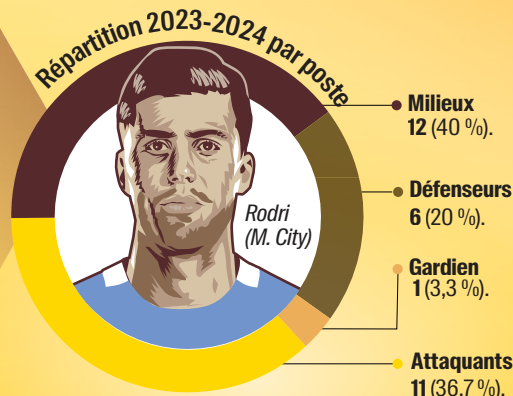 Répartition 2023-2024 par poste
Milieux
12 (40 %).
Rodri
(M. City)
Défenseurs
6 (20 %).
Gardien
1 (3,3 %).
Attaquants
11 (36,7 %).